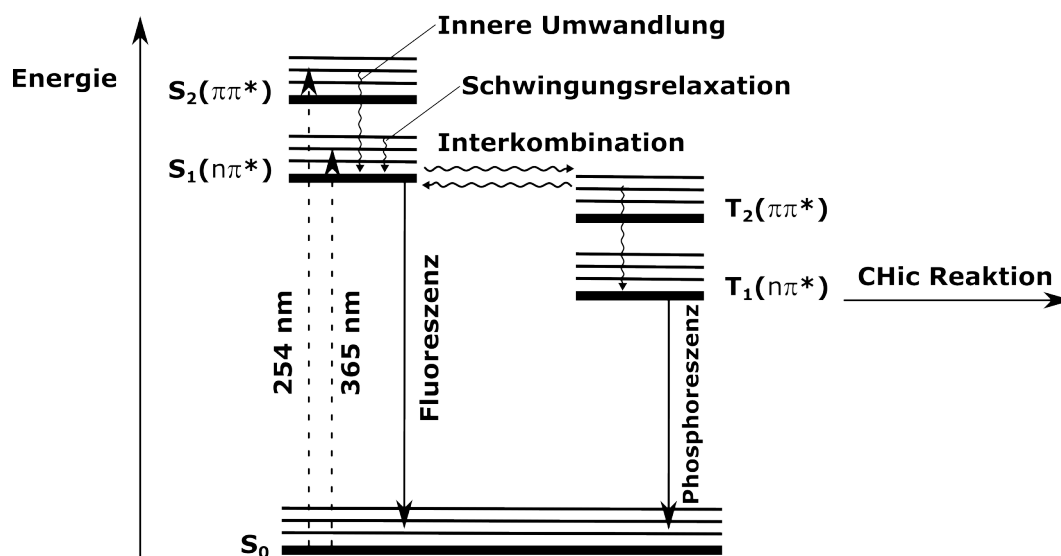 Innere Umwandlung
Energie
S₂(ππ*)
Schwingungsrelaxation
Interkombination
S₁(nπ*)
T₂(ππ*)
CHic Reaktion
T₁(nπ*)
254 nm
365 nm
Fluoreszenz
Phosphoreszenz
S₀